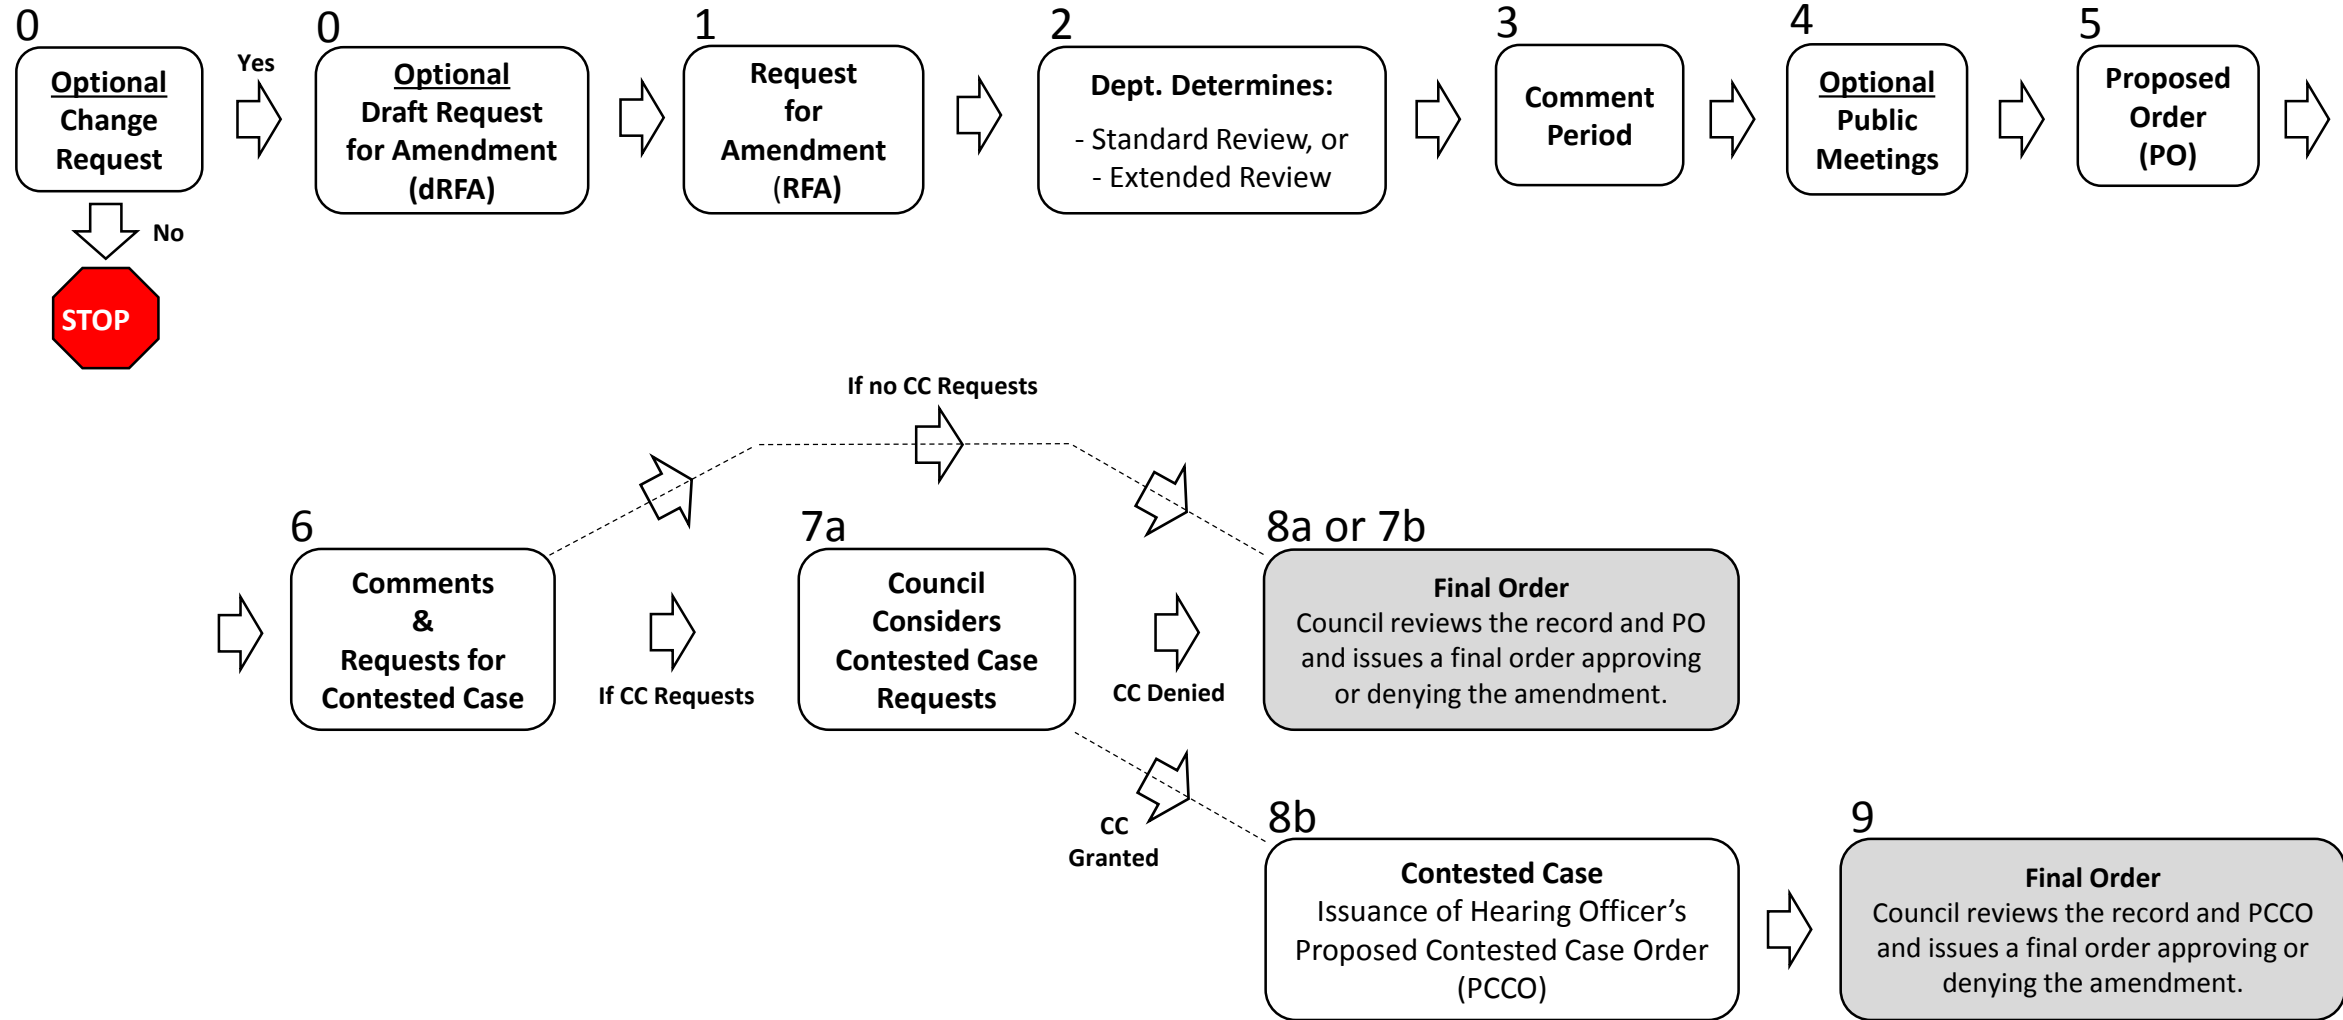 0
Optional
Change
Request
Yes
No
STOP
0
Optional
Draft Request
for Amendment
(dRFA)
1
Request
for
Amendment
(RFA)
2
Dept. Determines:
- Standard Review, or
- Extended Review
3
Comment
Period
4
Optional
Public
Meetings
5
Proposed
Order
(PO)
If no CC Requests
6
Comments
&
Requests for
Contested Case
If CC Requests
7a
Council
Considers
Contested Case
Requests
CC Denied
8a or 7b
Final Order
Council reviews the record and PO
and issues a final order approving
or denying the amendment.
CC
Granted
8b
Contested Case
Issuance of Hearing Officer’s
Proposed Contested Case Order
(PCCO)
9
Final Order
Council reviews the record and PCCO
and issues a final order approving or
denying the amendment.